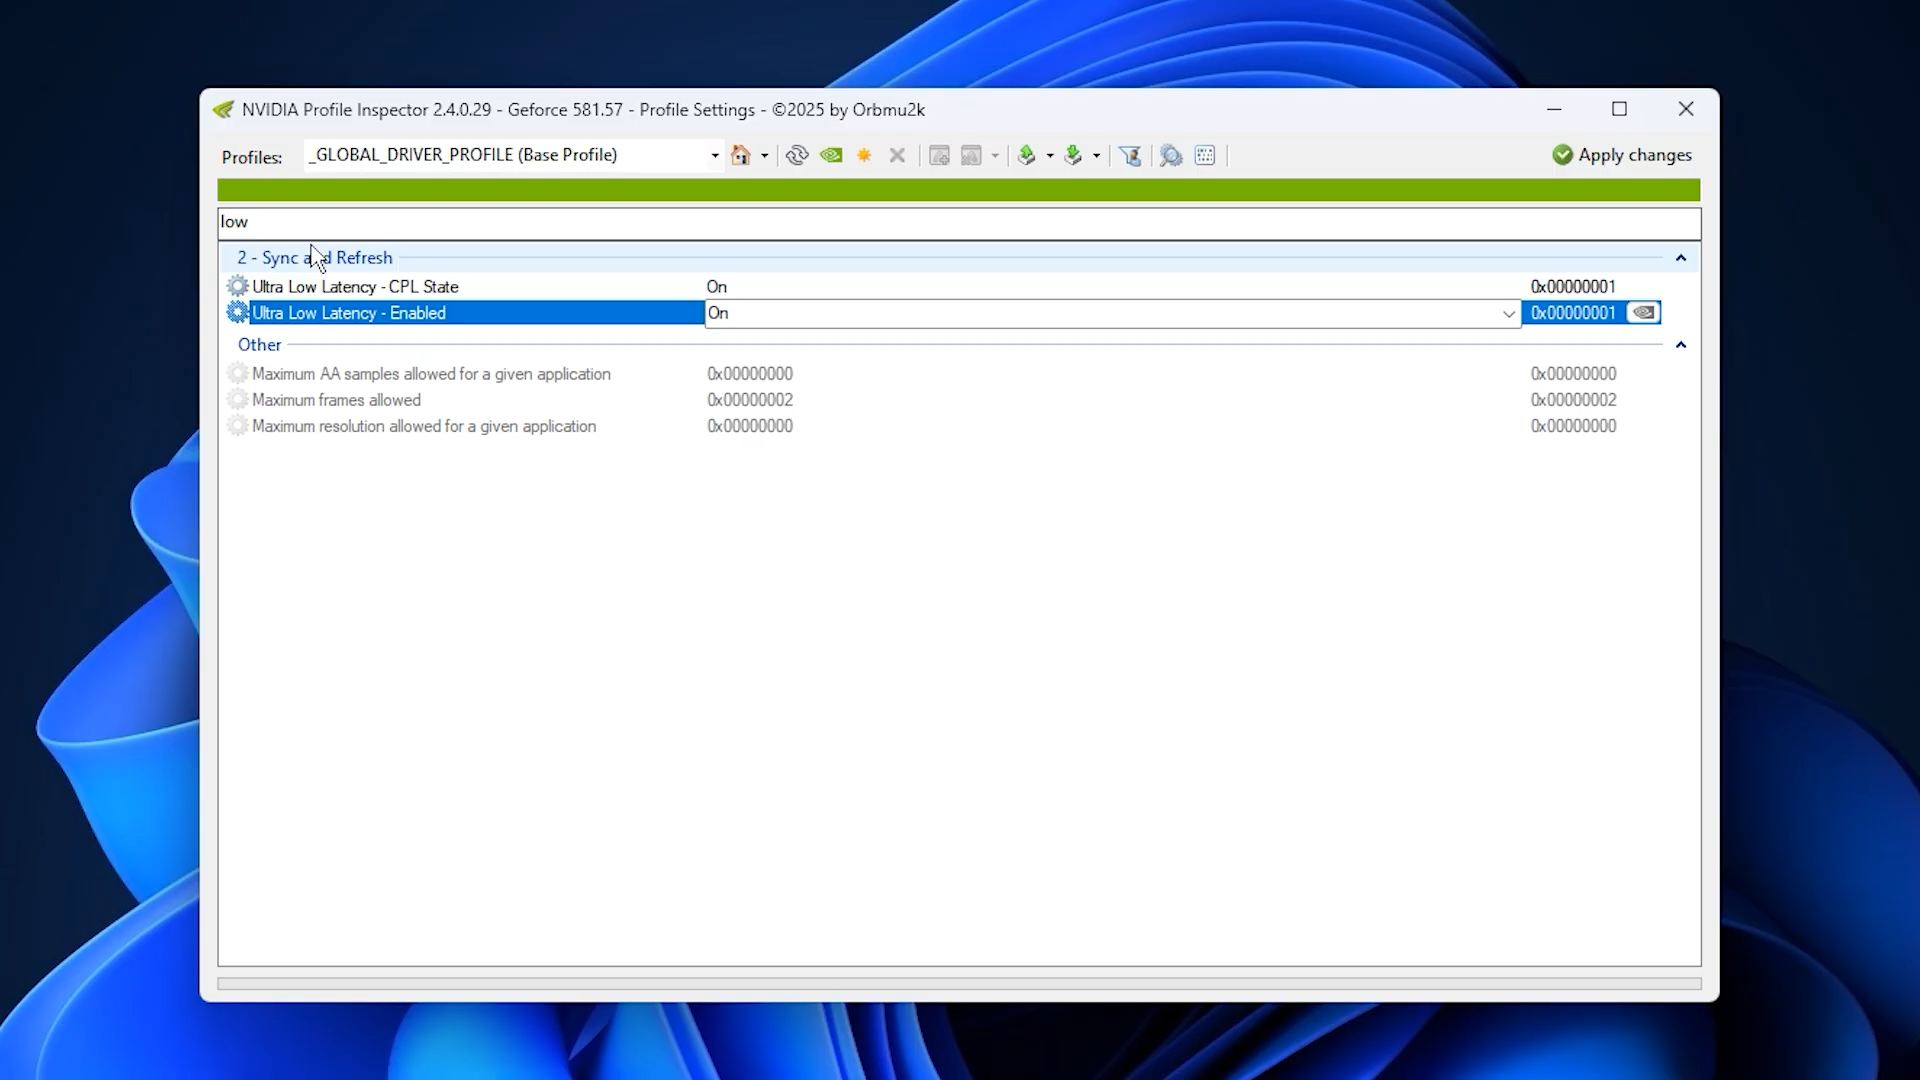 NVIDIA Profile Inspector 2.4.0.29 - Geforce 581.57 - Profile Settings - ©2025 by Orbmu2k
Profiles: _GLOBAL_DRIVER_PROFILE (Base Profile) Apply changes
low
2 - Sync and Refresh
Ultra Low Latency - CPL State On 0x00000001
Ultra Low Latency - Enabled On 0x00000001
Other
Maximum AA samples allowed for a given application 0x00000000 0x00000000
Maximum frames allowed 0x00000002 0x00000002
Maximum resolution allowed for a given application 0x00000000 0x00000000